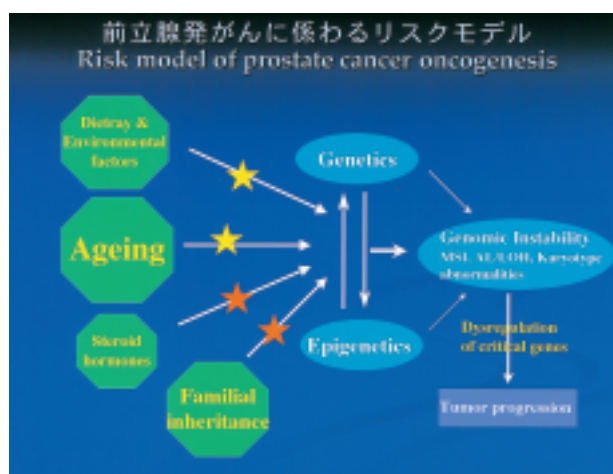 前立腺発がんに係わるリスクモデル
Risk model of prostate cancer oncogenesis
Dietray &
Environmental
factors
Ageing
Steroid
hormones
Familial
inheritance
Genetics
Epigenetics
Genomic Instability
MSI, AI/LOH, Karyotype
abnormalities
Dysregulation
of critical genes
Tumor progression